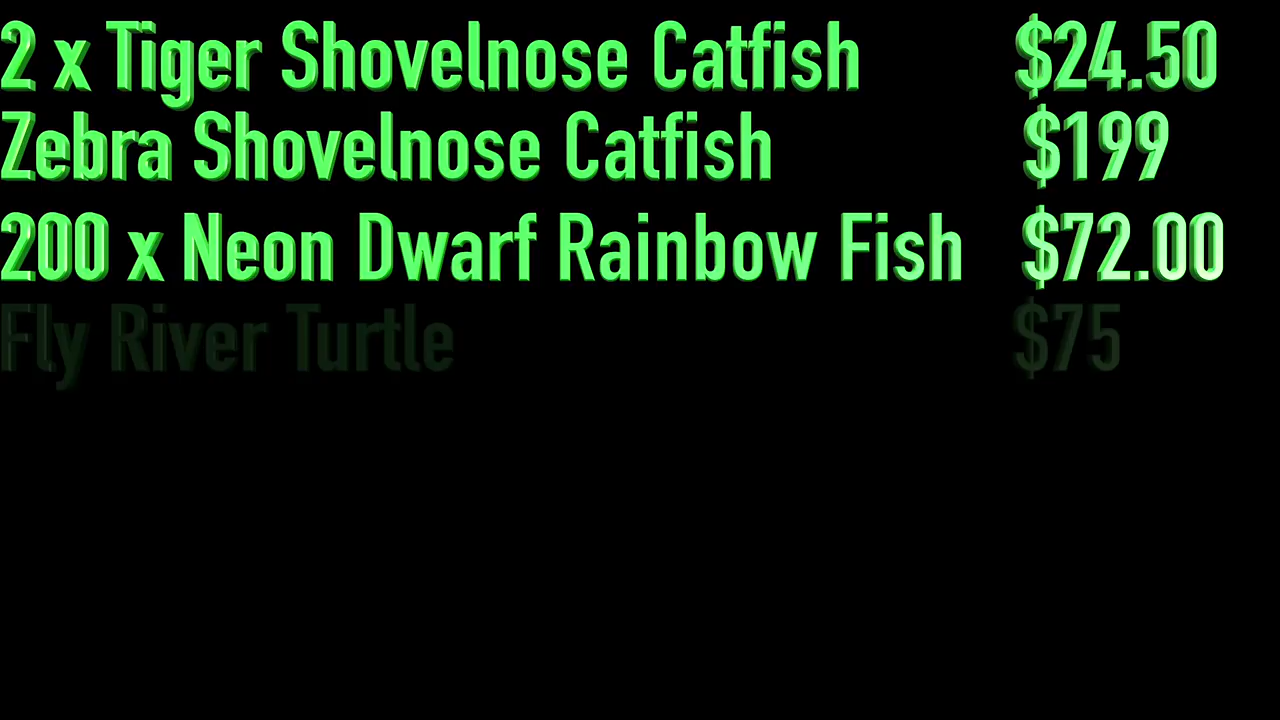 2 x Tiger Shovelnose Catfish $24.50
Zebra Shovelnose Catfish $199
200 x Neon Dwarf Rainbow Fish $72.00
Fly River Turtle $75